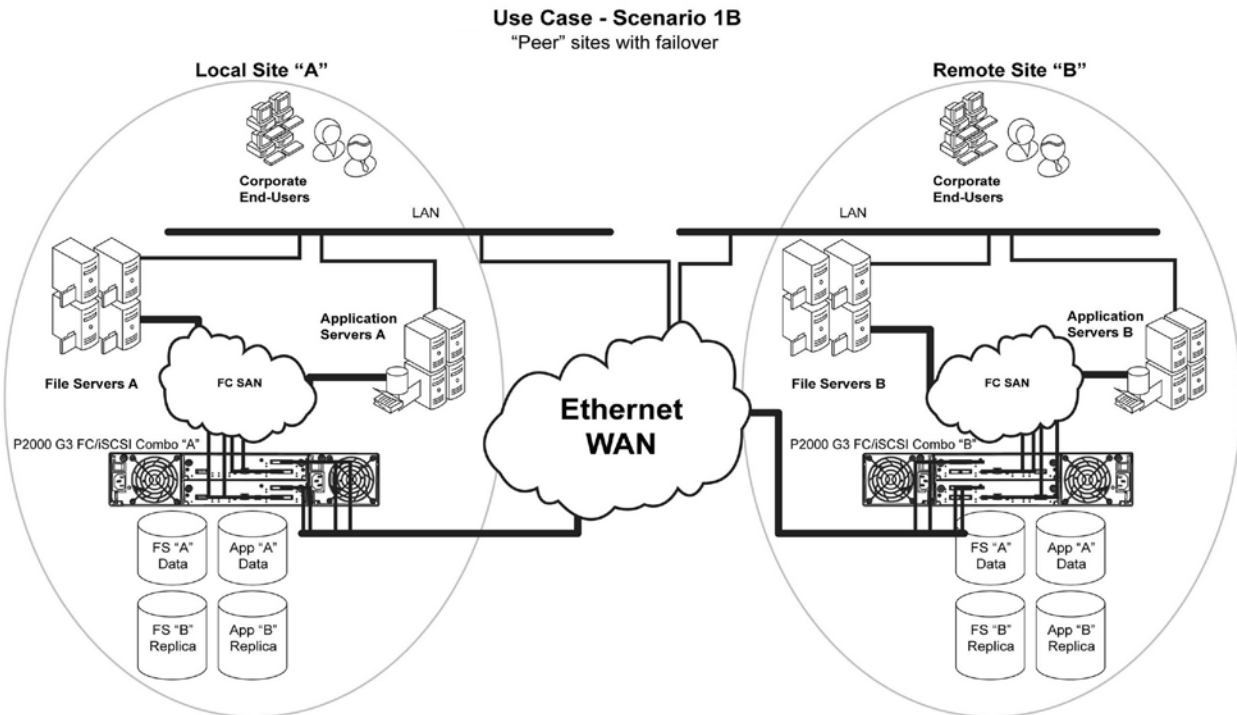 Use Case - Scenario 1B
“Peer” sites with failover
Local Site “A”
Remote Site “B”
Corporate
End-Users
LAN
File Servers A
Application
Servers A
FC SAN
P2000 G3 FC/iSCSI Combo “A”
FS “A”
Data
App “A”
Data
FS “B”
Replica
App “B”
Replica
Ethernet
WAN
Corporate
End-Users
LAN
File Servers B
Application
Servers B
FC SAN
P2000 G3 FC/iSCSI Combo “B”
FS “A”
Data
App “A”
Data
FS “B”
Replica
App “B”
Replica